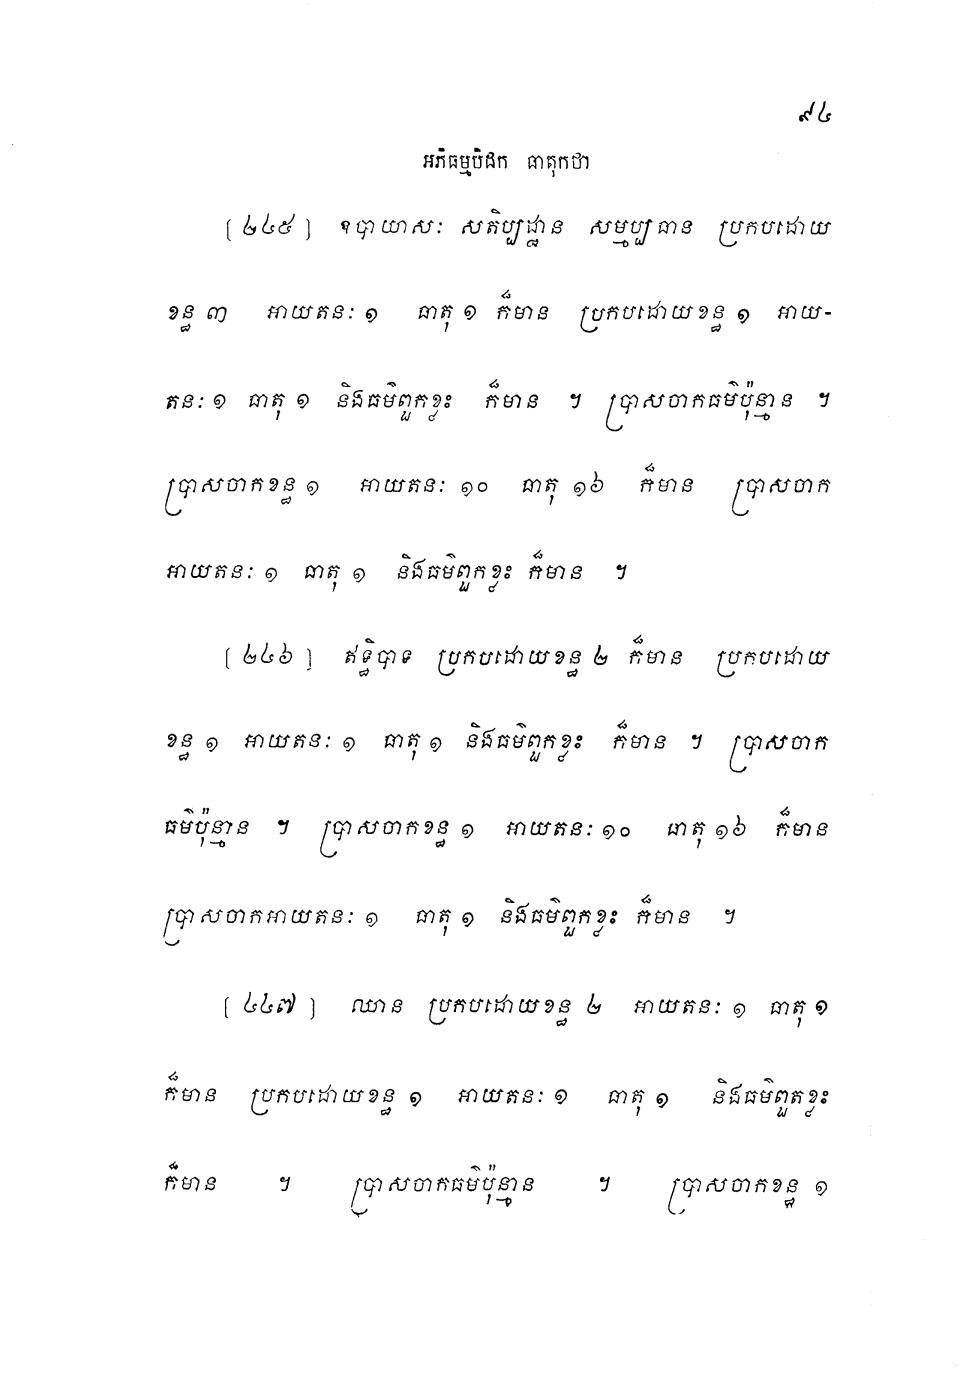 ៩៤
អភិធម្មបិដក ធាតុកថា
[ ៤៤៥ ] ឧបាយាសៈ សតិប្បដ្ឋាន សម្មប្បធាន ប្រកបដោយ
ខន្ធ ៣ អាយតនៈ ១ ធាតុ ១ ក៏មាន ប្រកបដោយខន្ធ ១ អាយ-
តនៈ ១ ធាតុ ១ និងធម៌ពួកខ្លះ ក៏មាន ។ ប្រាសចាកធម៌ប៉ុន្មាន ។
ប្រាសចាកខន្ធ ១ អាយតនៈ ១០ ធាតុ ១៦ ក៏មាន ប្រាសចាក
អាយតនៈ ១ ធាតុ ១ និងធម៌ពួកខ្លះ ក៏មាន ។
[ ៤៤៦ ] ឥទ្ធិបាទ ប្រកបដោយខន្ធ ២ ក៏មាន ប្រកបដោយ
ខន្ធ ១ អាយតនៈ ១ ធាតុ ១ និងធម៌ពួកខ្លះ ក៏មាន ។ ប្រាសចាក
ធម៌ប៉ុន្មាន ។ ប្រាសចាកខន្ធ ១ អាយតនៈ ១០ ធាតុ ១៦ ក៏មាន
ប្រាសចាកអាយតនៈ ១ ធាតុ ១ និងធម៌ពួកខ្លះ ក៏មាន ។
[ ៤៤៧ ] ឈាន ប្រកបដោយខន្ធ ២ អាយតនៈ ១ ធាតុ ១
ក៏មាន ប្រកបដោយខន្ធ ១ អាយតនៈ ១ ធាតុ ១ និងធម៌ពួតខ្លះ
ក៏មាន ។ ប្រាសចាកធម៌ប៉ុន្មាន ។ ប្រាសចាកខន្ធ ១